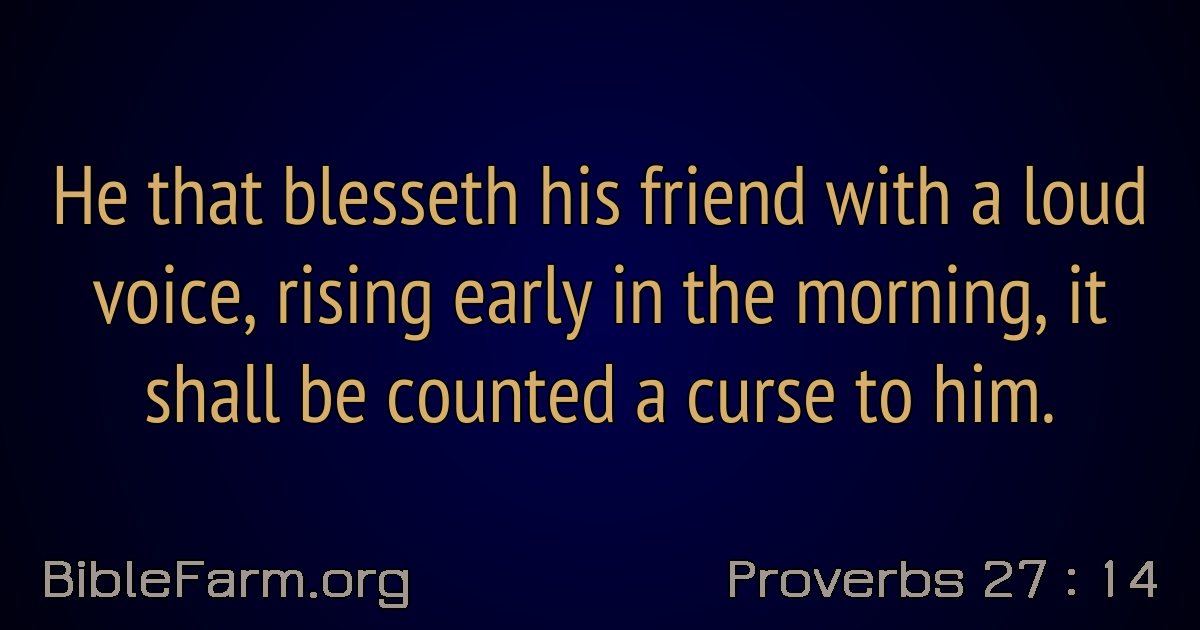 He that blesseth his friend with a loud
voice, rising early in the morning, it
shall be counted a curse to him.
BibleFarm.org
Proverbs 27 : 14